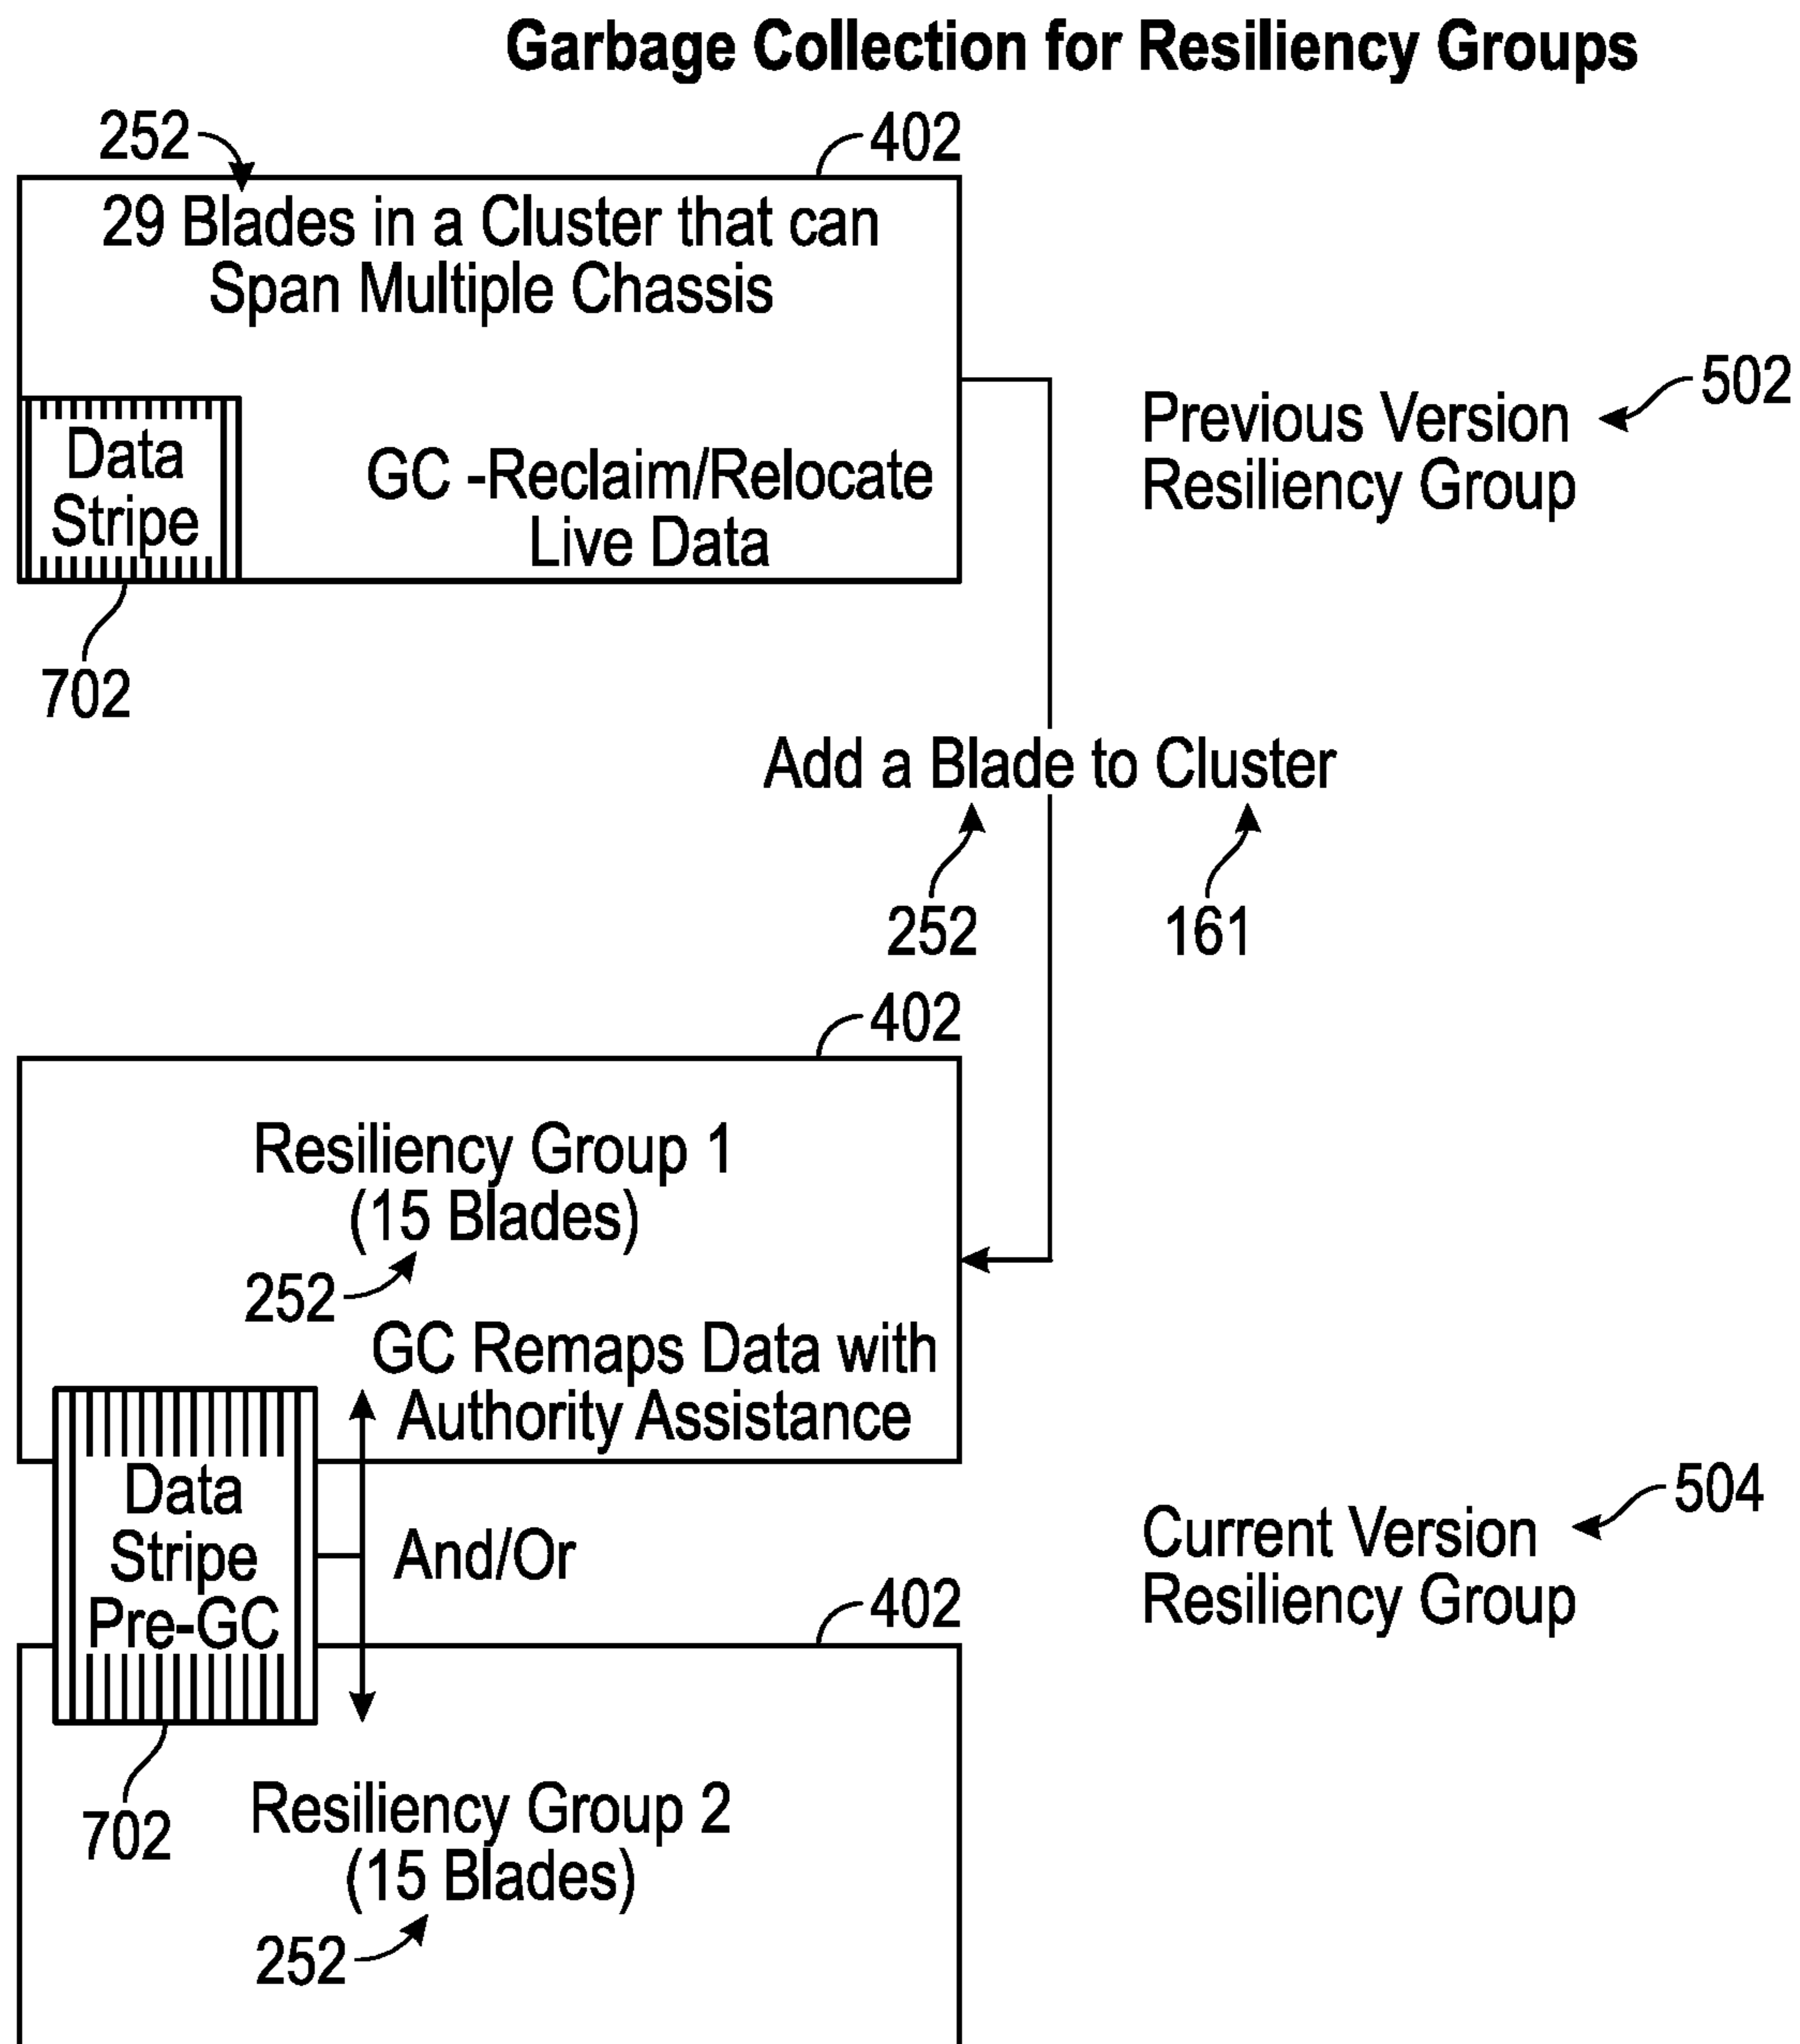 Garbage Collection for Resiliency Groups
252
402
29 Blades in a Cluster that can
Span Multiple Chassis
502
Previous Version
Resiliency Group
Data
Stripe
GC -Reclaim/Relocate
Live Data
702
Add a Blade to Cluster
252
161
402
Resiliency Group 1
(15 Blades)
252
GC Remaps Data with
Authority Assistance
Data
Stripe
Pre-GC
And/Or
504
Current Version
Resiliency Group
402
702
Resiliency Group 2
(15 Blades)
252